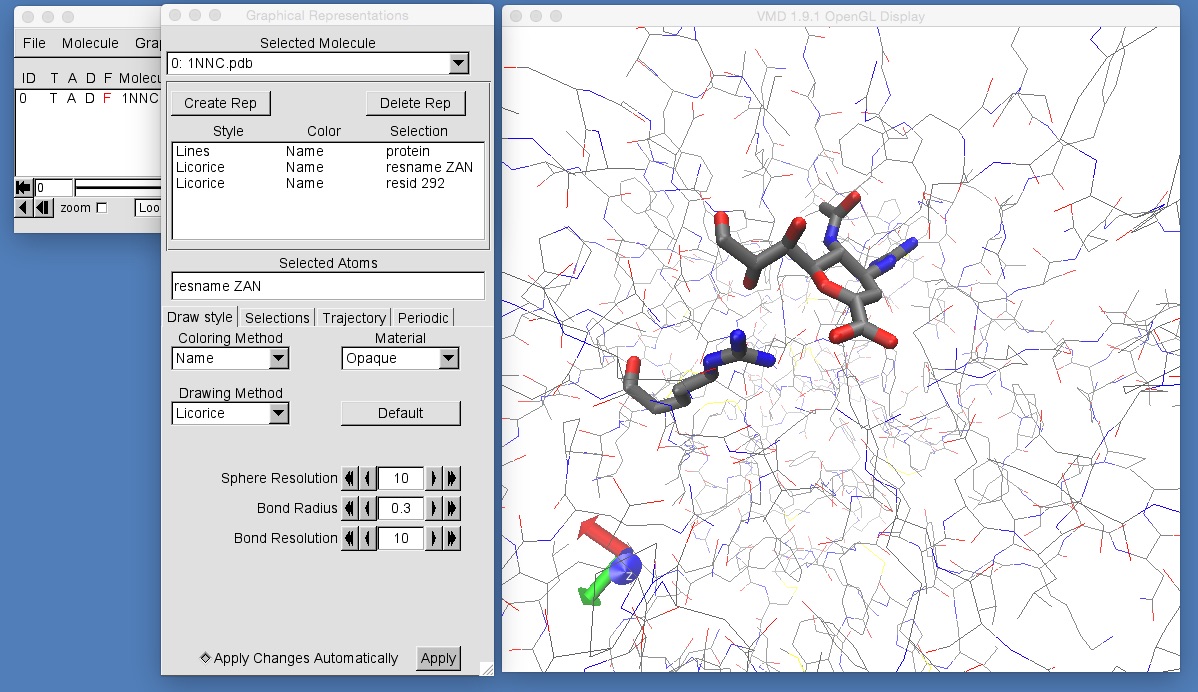 Graphical Representations
VMD 1.9.1 OpenGL Display
File Molecule Grap
ID T A D F Molecu
0 T A D F 1NNC
0
zoom Loo
Selected Molecule
0: 1NNC.pdb
Create Rep Delete Rep
Style Color Selection
Lines Name protein
Licorice Name resname ZAN
Licorice Name resid 292
Selected Atoms
resname ZAN
Draw style Selections Trajectory Periodic
Coloring Method Material
Name Opaque
Drawing Method
Licorice Default
Sphere Resolution 10
Bond Radius 0.3
Bond Resolution 10
Apply Changes Automatically Apply
Z